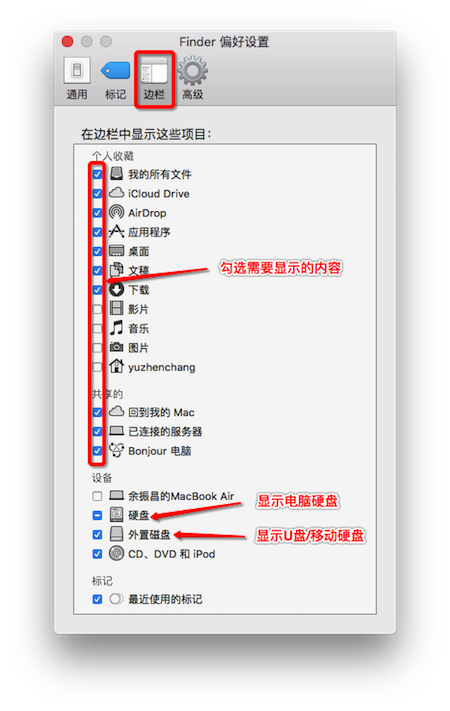 Finder 偏好设置
通用 标记 边栏 高级
在边栏中显示这些项目：
个人收藏
我的所有文件
iCloud Drive
AirDrop
应用程序
桌面
文稿
勾选需要显示的内容
下载
影片
音乐
图片
yuzhenchang
共享的
回到我的 Mac
已连接的服务器
Bonjour 电脑
设备
余振昌的MacBook Air
显示电脑硬盘
硬盘
外置磁盘
显示U盘/移动硬盘
CD、DVD 和 iPod
标记
最近使用的标记